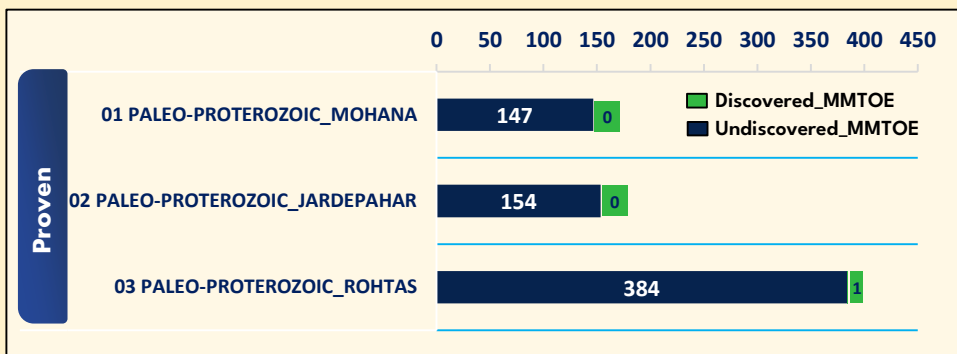 0 50 100 150 200 250 300 350 400 450
Discovered_MMTOE
Undiscovered_MMTOE
Proven
01 PALEO-PROTEROZOIC_MOHANA 147 0
02 PALEO-PROTEROZOIC_JARDEPAHAR 154 0
03 PALEO-PROTEROZOIC_ROHTAS 384 1